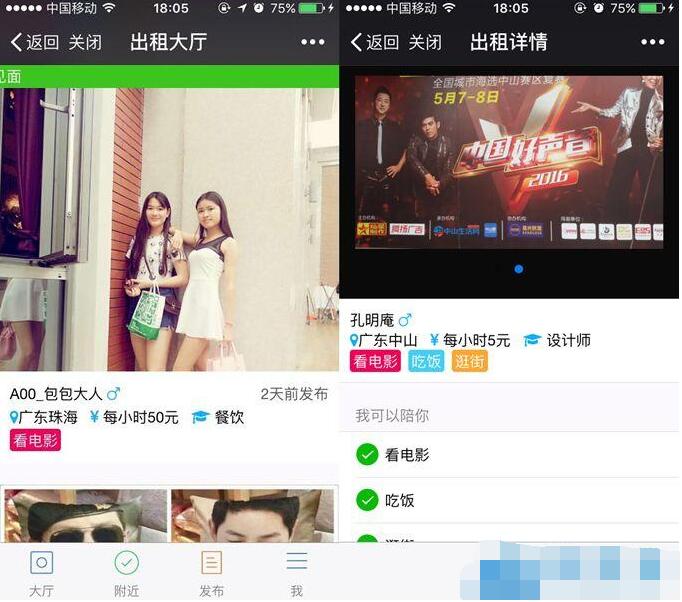 中国移动 18:05 75%
返回 关闭 出租大厅
见面
A00_包包大人 2天前发布
广东珠海 ¥ 每小时50元 餐饮
看电影
大厅 附近 发布 我
中国移动 18:05 75%
返回 关闭 出租详情
全国城市海选中山赛区复赛
5月7-8日
中国好声音
2016
孔明庵
广东中山 ¥ 每小时5元 设计师
看电影 吃饭 逛街
我可以陪你
看电影
吃饭